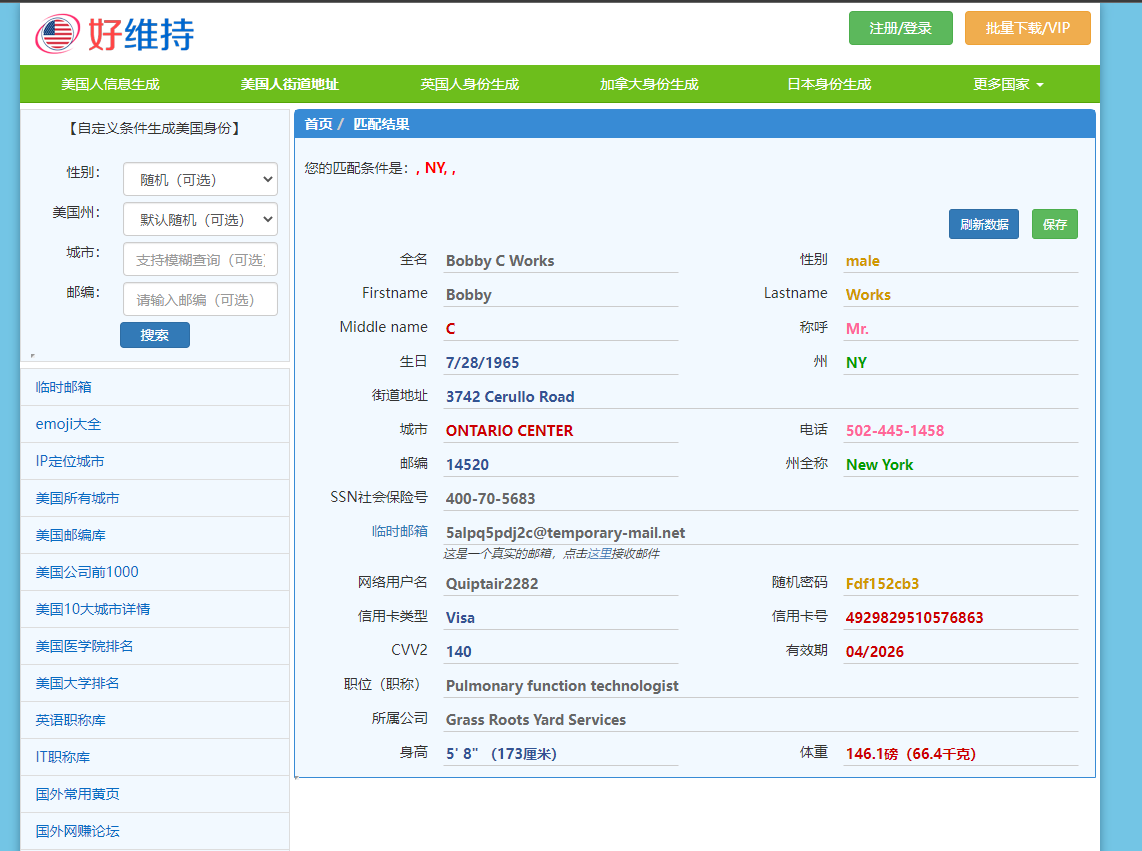 好维持
注册/登录 批量下载/VIP
美国人信息生成 美国人街道地址 英国人身份生成 加拿大身份生成 日本身份生成 更多国家
【自定义条件生成美国身份】
性别： 随机（可选）
美国州： 默认随机（可选）
城市： 支持模糊查询（可选）
邮编： 请输入邮编（可选）
搜索
临时邮箱
emoji大全
IP定位城市
美国所有城市
美国邮编库
美国公司前1000
美国10大城市详情
美国医学院排名
美国大学排名
英语职称库
IT职称库
国外常用黄页
国外网赚论坛
首页 / 匹配结果
您的匹配条件是：, NY, ,
刷新数据 保存
全名 Bobby C Works 性别 male
Firstname Bobby Lastname Works
Middle name C 称呼 Mr.
生日 7/28/1965 州 NY
街道地址 3742 Cerullo Road
城市 ONTARIO CENTER 电话 502-445-1458
邮编 14520 州全称 New York
SSN社会保险号 400-70-5683
临时邮箱 5alpq5pdj2c@temporary-mail.net
这是一个真实的邮箱，点击这里接收邮件
网络用户名 Quiptair2282 随机密码 Fdf152cb3
信用卡类型 Visa 信用卡号 4929829510576863
CVV2 140 有效期 04/2026
职位（职称） Pulmonary function technologist
所属公司 Grass Roots Yard Services
身高 5' 8" （173厘米） 体重 146.1磅（66.4千克）